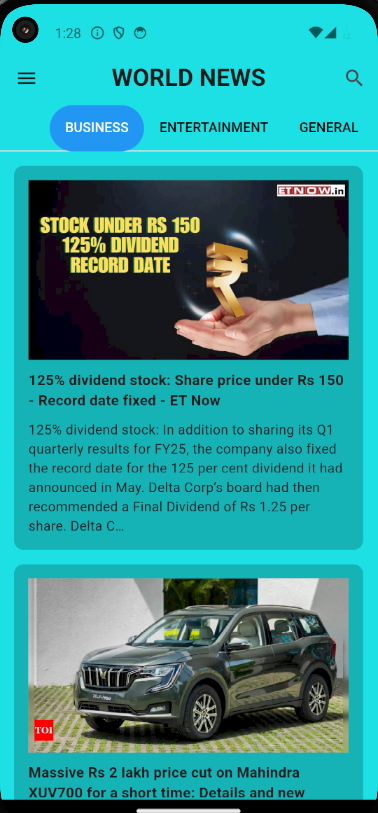 1:28
WORLD NEWS
BUSINESS ENTERTAINMENT GENERAL
ET NOW.in
STOCK UNDER RS 150
125% DIVIDEND
RECORD DATE
125% dividend stock: Share price under Rs 150
- Record date fixed - ET Now
125% dividend stock: In addition to sharing its Q1
quarterly results for FY25, the company also fixed
the record date for the 125 per cent dividend it had
announced in May. Delta Corp's board had then
recommended a Final Dividend of Rs 1.25 per
share. Delta C...
TOI
Massive Rs 2 lakh price cut on Mahindra
XUV700 for a short time: Details and new